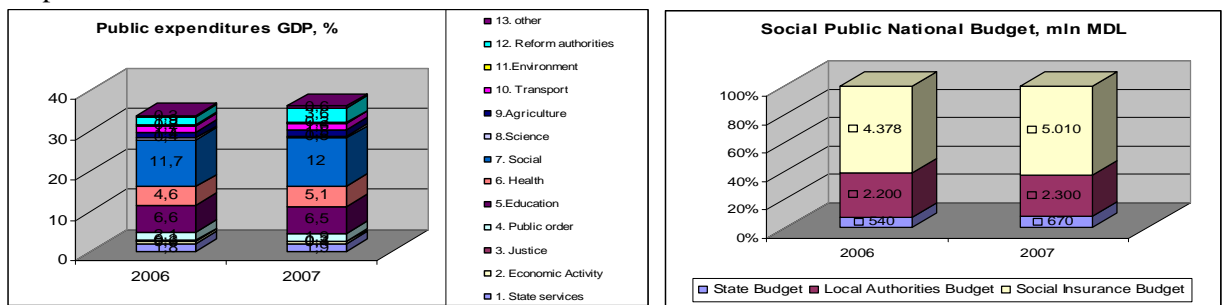 Public expenditures GDP, %
40
30
20
10
0
11,7
4,6
6,6
12
5,1
6,5
1,9
2006
2007
13. other
12. Reform authorities
11.Environment
10. Transport
9.Agriculture
8.Science
7. Social
6. Health
5.Education
4. Public order
3. Justice
2. Economic Activity
1. State services
Social Public National Budget, mln MDL
100%
80%
60%
40%
20%
0%
4.378
2.200
540
5.010
2.300
670
2006
2007
State Budget
Local Authorities Budget
Social Insurance Budget